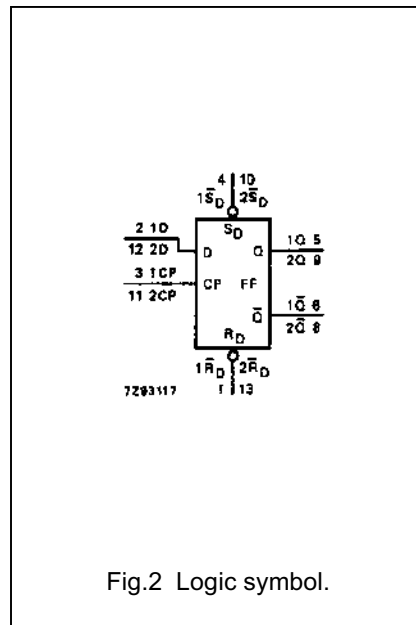 4 10
1S̅D 2S̅D
SD
2 1D
12 2D
D
Q
1Q 5
2Q 9
3 1CP
11 2CP
CP FF
Q̅
1Q̅ 6
2Q̅ 8
RD
1R̅D 2R̅D
1 13
Fig.2 Logic symbol.